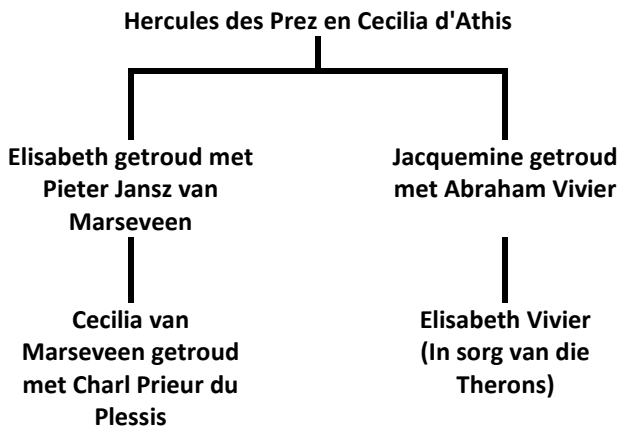 Hercules des Prez en Cecilia d'Athis
Elisabeth getroud met
Pieter Jansz van
Marseveen
Jacquemine getroud
met Abraham Vivier
Cecilia van
Marseveen getroud
met Charl Prieur du
Plessis
Elisabeth Vivier
(In sorg van die
Therons)